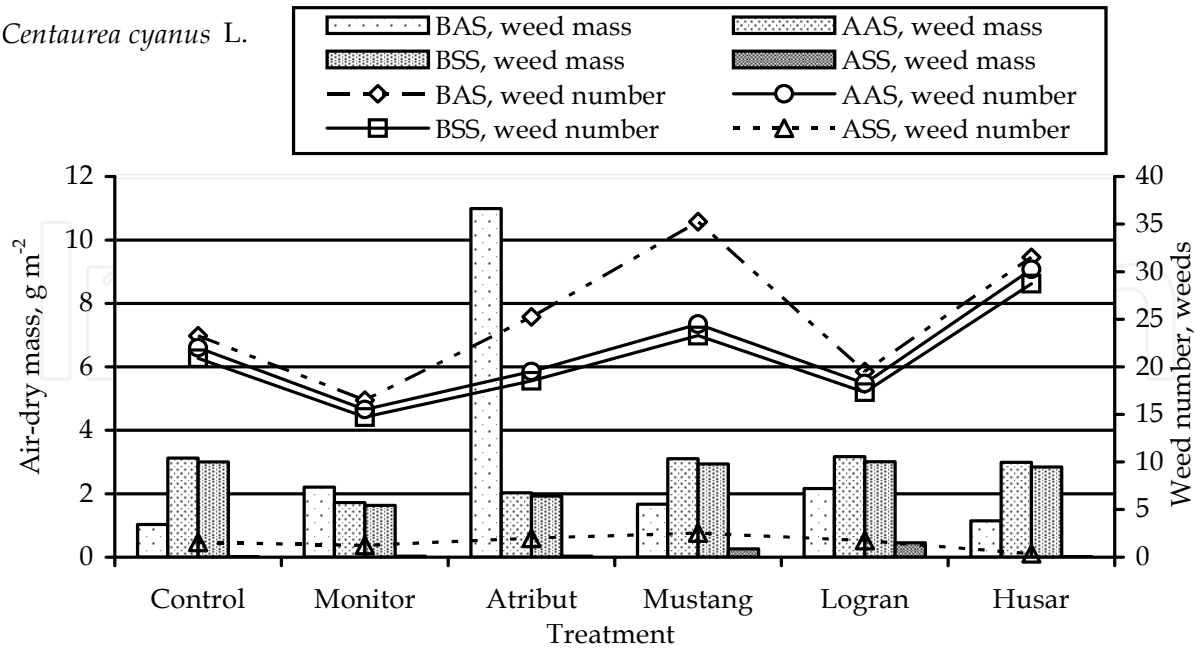 Centaurea cyanus L.
BAS, weed mass AAS, weed mass
BSS, weed mass ASS, weed mass
BAS, weed number AAS, weed number
BSS, weed number ASS, weed number
12 40
35
10
30
8
25
6 20
15
4
10
2
5
0 0
Air-dry mass, g m-2
Weed number, weeds
Control Monitor Atribut Mustang Logran Husar
Treatment